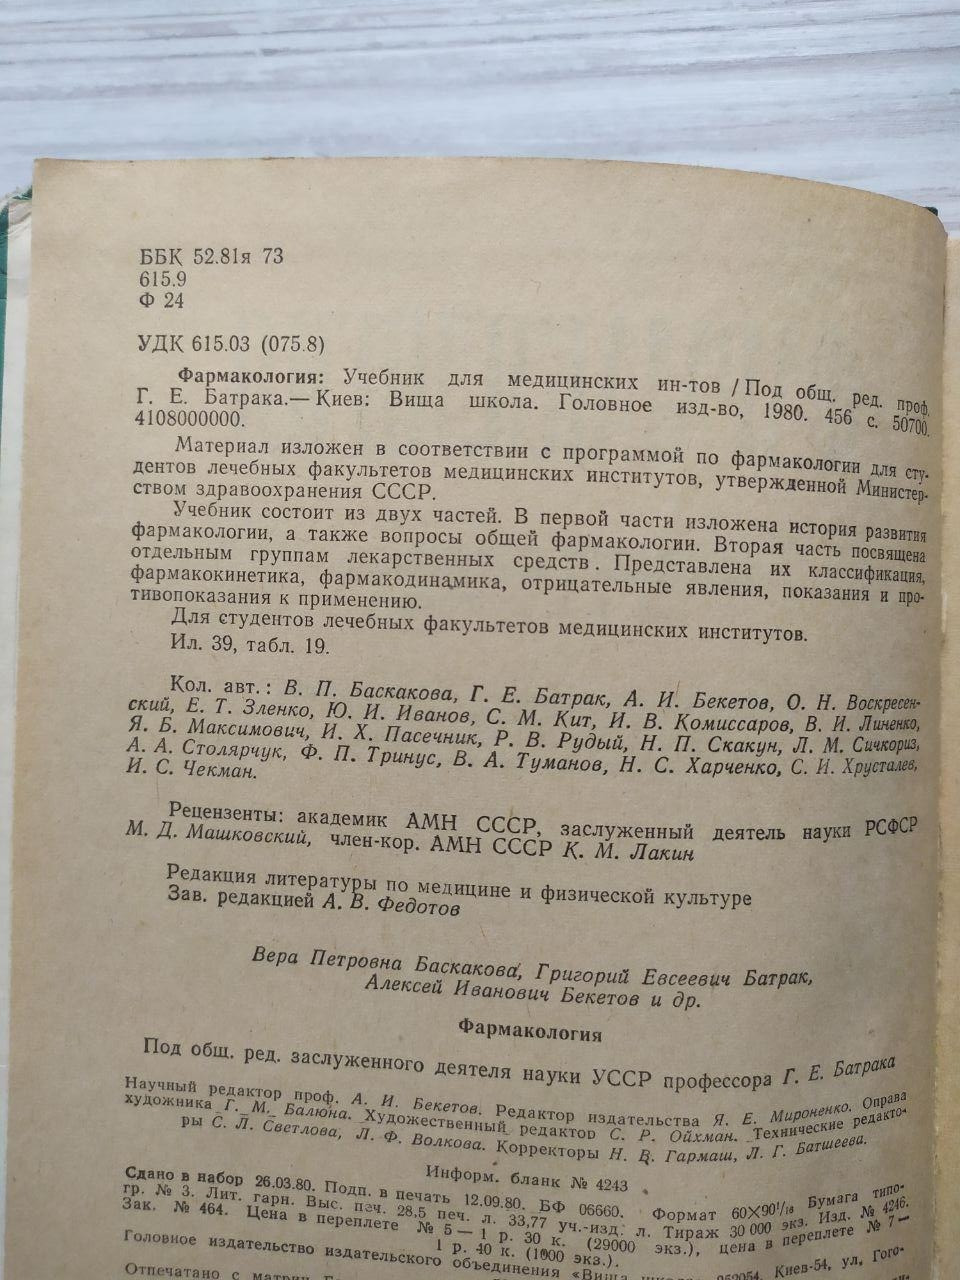 ББК 52.81я 73
615.9
Ф 24
УДК 615.03 (075.8)
Фармакология: Учебник для медицинских ин-тов / Под общ. ред. проф.
Г. Е. Батрака.— Киев: Вища школа. Головное изд-во, 1980. 456 с. 50700.
4108000000.
Материал изложен в соответствии с программой по фармакологии для сту-
дентов лечебных факультетов медицинских институтов, утвержденной Министер-
ством здравоохранения СССР.
Учебник состоит из двух частей. В первой части изложена история развития
фармакологии, а также вопросы общей фармакологии. Вторая часть посвящена
отдельным группам лекарственных средств. Представлена их классификация,
фармакокинетика, фармакодинамика, отрицательные явления, показания и про-
тивопоказания к применению.
Для студентов лечебных факультетов медицинских институтов.
Ил. 39, табл. 19.
Кол. авт.: В. П. Баскакова, Г. Е. Батрак, А. И. Бекетов, О. Н. Воскресен-
ский, Е. Т. Зленко, Ю. И. Иванов, С. М. Кит, И. В. Комиссаров, В. И. Линенко,
Я. Б. Максимович, И. Х. Пасечник, Р. В. Рудый, Н. П. Скакун, Л. М. Сичкориз,
А. А. Столярчук, Ф. П. Тринус, В. А. Туманов, Н. С. Харченко, С. И. Хрусталев,
И. С. Чекман.
Рецензенты: академик АМН СССР, заслуженный деятель науки РСФСР
М. Д. Машковский, член-кор. АМН СССР К. М. Лакин
Редакция литературы по медицине и физической культуре
Зав. редакцией А. В. Федотов
Вера Петровна Баскакова, Григорий Евсеевич Батрак,
Алексей Иванович Бекетов и др.
Фармакология
Под общ. ред. заслуженного деятеля науки УССР профессора Г. Е. Батрака
Научный редактор проф. А. И. Бекетов. Редактор издательства Я. Е. Мироненко. Оправа
художника Г. М. Балюна. Художественный редактор С. Р. Ойхман. Технические редакто-
ры С. Л. Светлова, Л. Ф. Волкова. Корректоры Н. В. Гармаш, Л. Г. Батшеева.
Информ. бланк № 4243
Сдано в набор 26.03.80. Подп. в печать 12.09.80. БФ 06660. Формат 60×90¹/₁₆ Бумага типо-
гр. № 3. Лит. гарн. Выс. печ. 28,5 печ. л. 33,77 уч.-изд. л. Тираж 30 000 экз. Изд. № 4246.
Зак. № 464. Цена в переплете № 5 — 1 р. 30 к. (29000 экз.), цена в переплете № 7 —
1 р. 40 к. (1000 экз.).
Головное издательство издательского объединения «Вища 252054, Киев-54, ул. Гого-
Отпечатано с матриц